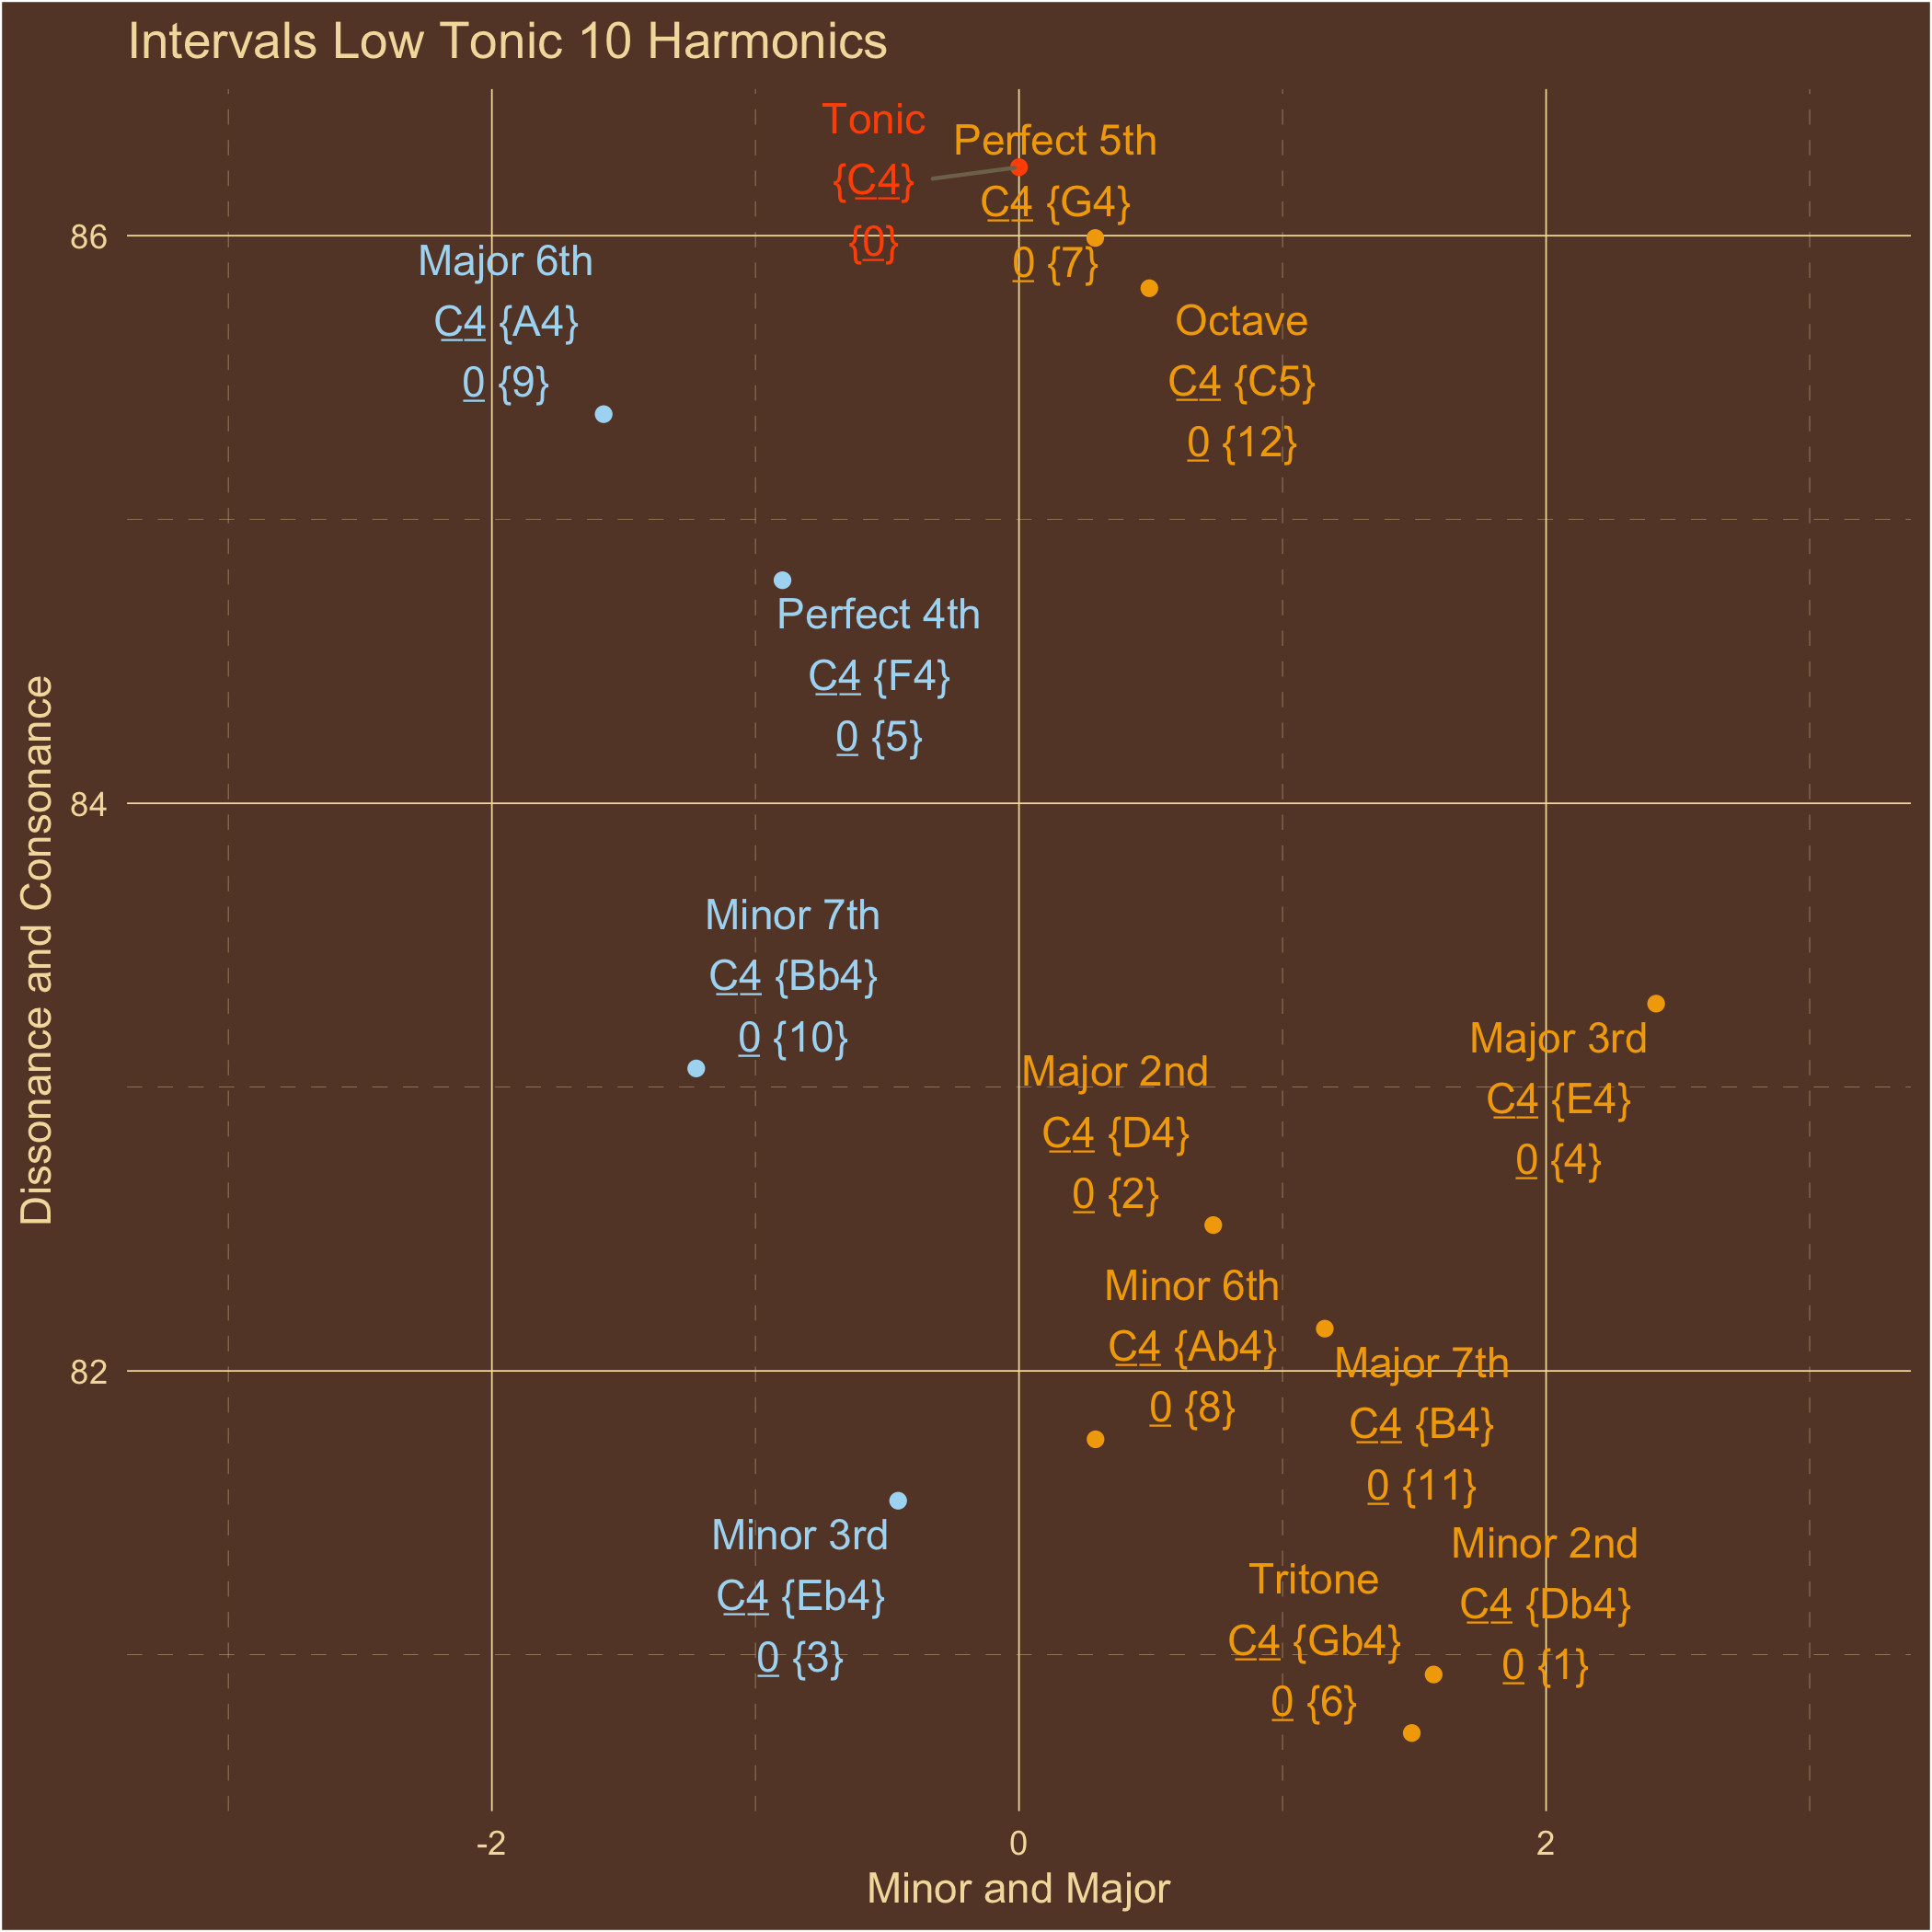 Intervals Low Tonic 10 Harmonics
Tonic
{C4}
{0}
Perfect 5th
C4 {G4}
0 {7}
86
Major 6th
C4 {A4}
0 {9}
Octave
C4 {C5}
0 {12}
Perfect 4th
C4 {F4}
0 {5}
84
Minor 7th
C4 {Bb4}
0 {10}
Major 3rd
C4 {E4}
0 {4}
Major 2nd
C4 {D4}
0 {2}
Minor 6th
C4 {Ab4}
0 {8}
82
Major 7th
C4 {B4}
0 {11}
Minor 3rd
C4 {Eb4}
0 {3}
Minor 2nd
C4 {Db4}
0 {1}
Tritone
C4 {Gb4}
0 {6}
Dissonance and Consonance
-2 0 2
Minor and Major